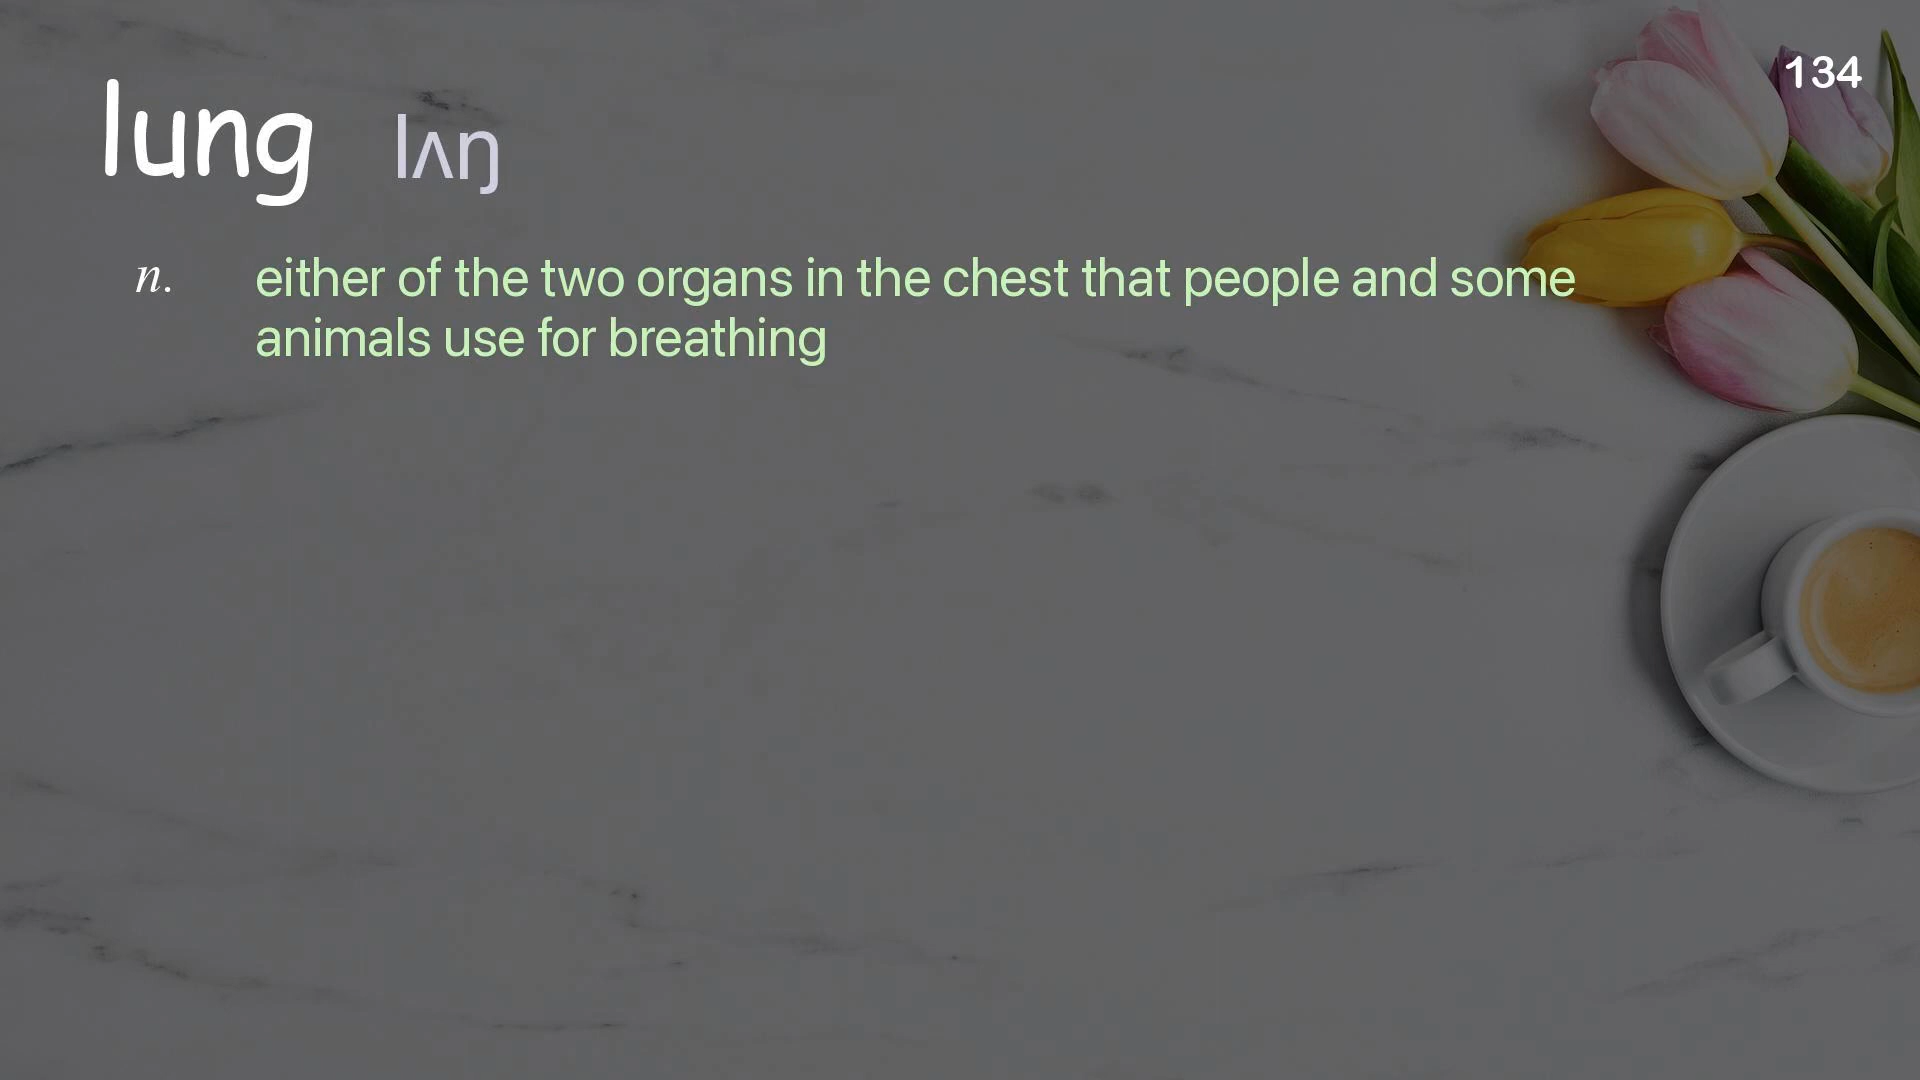 134
lung lʌŋ
n. either of the two organs in the chest that people and some
animals use for breathing